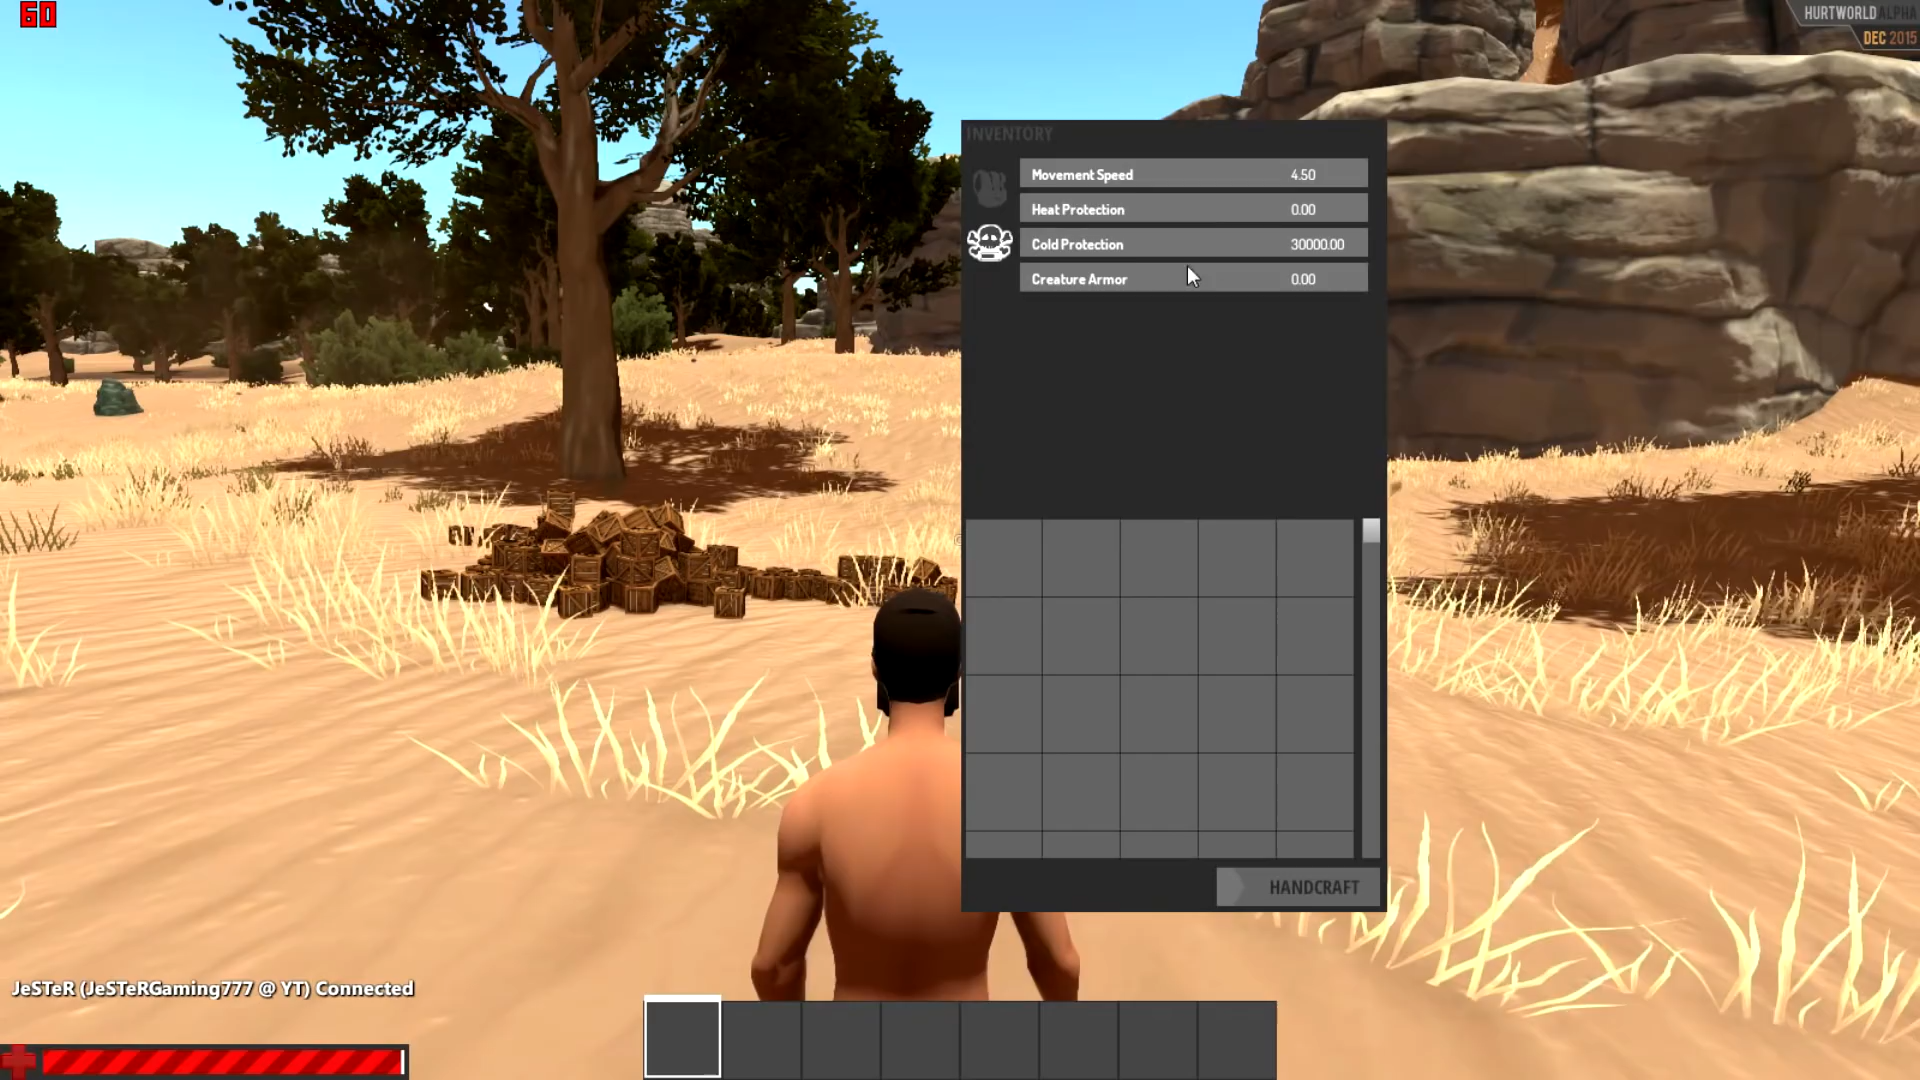 60
HURTWORLD ALPHA
DEC 2015
INVENTORY
Movement Speed 4.50
Heat Protection 0.00
Cold Protection 30000.00
Creature Armor 0.00
HANDCRAFT
JeSTeR (JeSTeRGaming777 @ YT) Connected